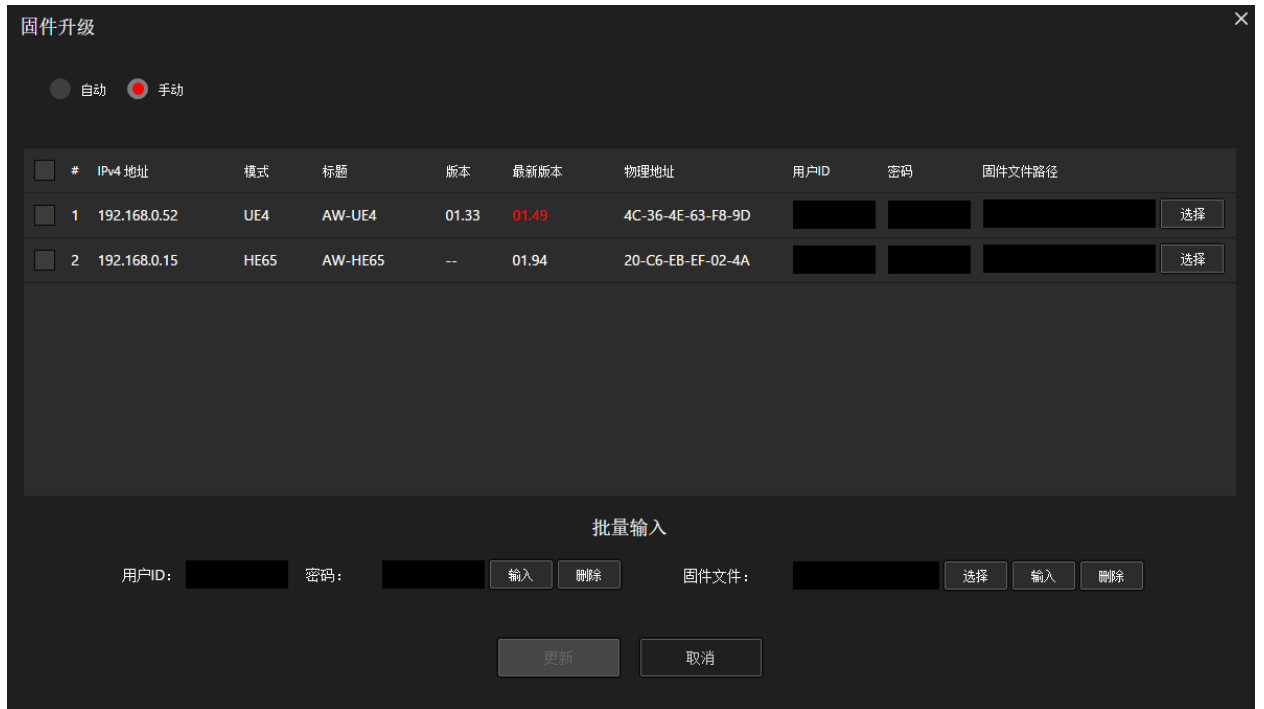 固件升级
自动 手动
# IPv4 地址 模式 标题 版本 最新版本 物理地址 用户ID 密码 固件文件路径
1 192.168.0.52 UE4 AW-UE4 01.33 01.49 4C-36-4E-63-F8-9D 选择
2 192.168.0.15 HE65 AW-HE65 -- 01.94 20-C6-EB-EF-02-4A 选择
批量输入
用户ID: 密码: 输入 删除 固件文件: 选择 输入 删除
更新 取消